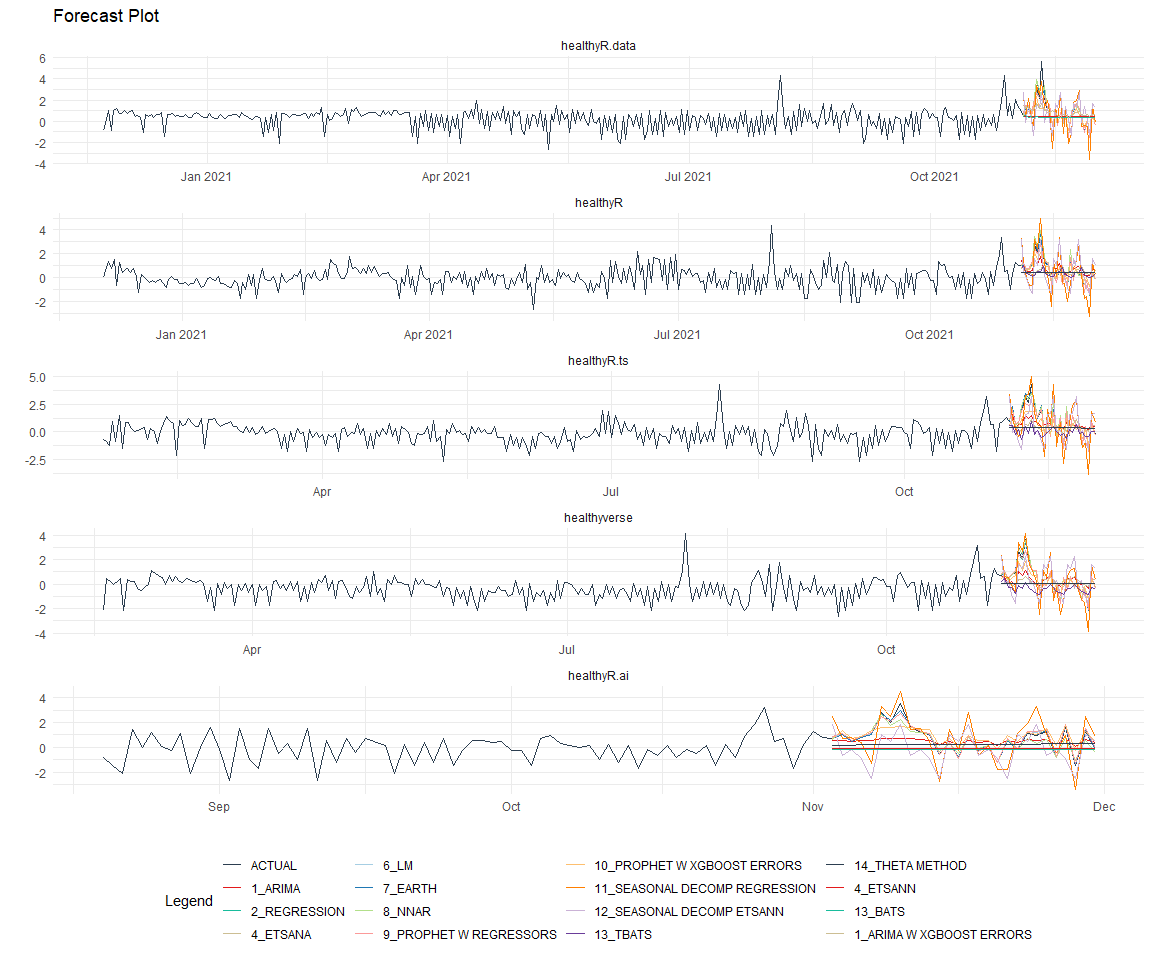 Forecast Plot
healthyR.data
6
4
2
0
-2
-4
Jan 2021 Apr 2021 Jul 2021 Oct 2021
healthyR
4
2
0
-2
Jan 2021 Apr 2021 Jul 2021 Oct 2021
healthyR.ts
5.0
2.5
0.0
-2.5
Apr Jul Oct
healthyverse
4
2
0
-2
-4
Apr Jul Oct
healthyR.ai
4
2
0
-2
Sep Oct Nov Dec
Legend
ACTUAL 6_LM 10_PROPHET W XGBOOST ERRORS 14_THETA METHOD
1_ARIMA 7_EARTH 11_SEASONAL DECOMP REGRESSION 4_ETSANN
2_REGRESSION 8_NNAR 12_SEASONAL DECOMP ETSANN 13_BATS
4_ETSANA 9_PROPHET W REGRESSORS 13_TBATS 1_ARIMA W XGBOOST ERRORS